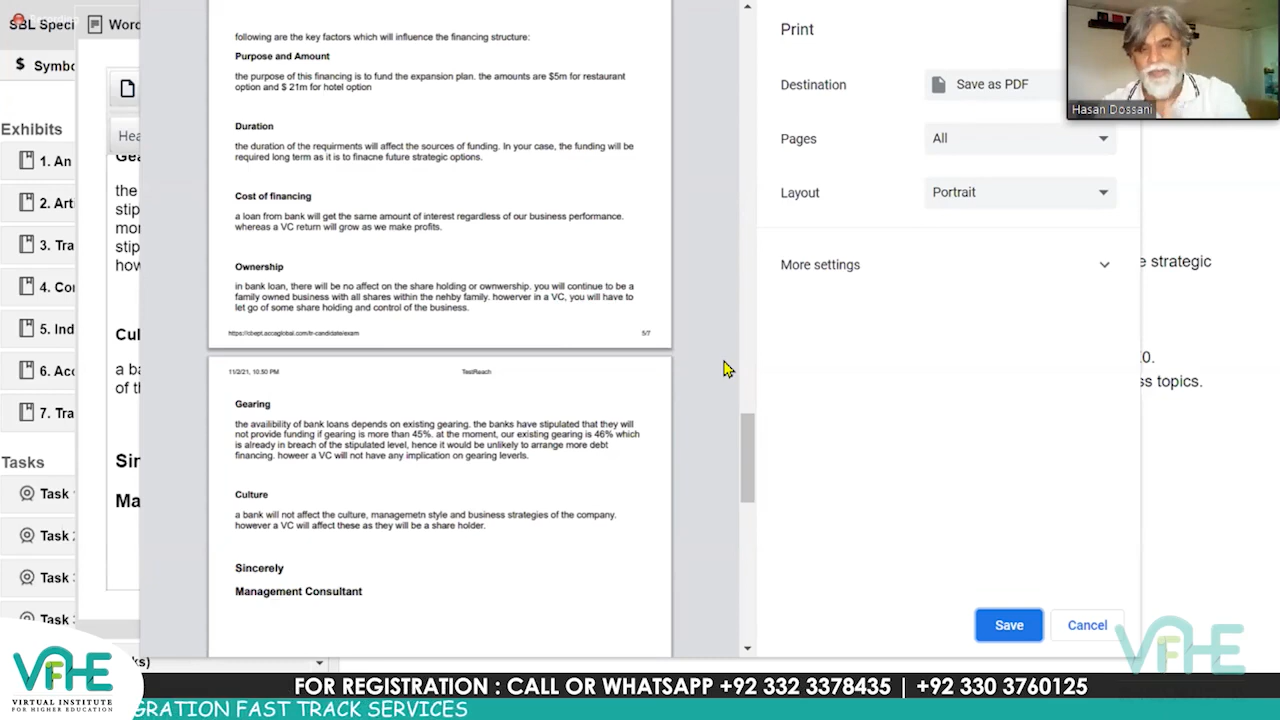 SBL Speci
Word
$ Symbo
Exhibits
1. An
2. Art
3. Tra
4. Cor
5. Ind
6. Acc
7. Tra
Tasks
Task
Task 2
Task
Task
Hea
the
stip
mor
stip
how
Cul
a ba
of th
Sin
Ma
following are the key factors which will influence the financing structure:
Purpose and Amount
the purpose of this financing is to fund the expansion plan. the amounts are $5m for restaurant
option and $ 21m for hotel option
Duration
the duration of the requirments will affect the sources of funding. In your case, the funding will be
required long term as it is to finacne future strategic options.
Cost of financing
a loan from bank will get the same amount of interest regardless of our business performance.
whereas a VC return will grow as we make profits.
Ownership
in bank loan, there will be no affect on the share holding or ownwership. you will continue to be a
family owned business with all shares within the nehby family. howerver in a VC, you will have to
let go of some share holding and control of the business.
https://cbept.accaglobal.com/tr-candidate/exam
5/7
11/2/21, 10.50 PM
TestReach
Gearing
the availibility of bank loans depends on existing gearing. the banks have stipulated that they will
not provide funding if gearing is more than 45%. at the moment, our existing gearing is 46% which
is already in breach of the stipulated level, hence it would be unlikely to arrange more debt
financing. howeer a VC will not have any implication on gearing leverls.
Culture
a bank will not affect the culture, managemetn style and business strategies of the company.
however a VC will affect these as they will be a share holder.
Sincerely
Management Consultant
Print
Destination
Save as PDF
Pages
All
Layout
Portrait
More settings
Save
Cancel
Hasan Dossani
e strategic
0.
ss topics.
VFHE
VFHE
VIRTUAL INSTITUTE
FOR HIGHER EDUCATION
FOR REGISTRATION : CALL OR WHATSAPP +92 332 3378435 | +92 330 3760125
GRATION FAST TRACK SERVICES